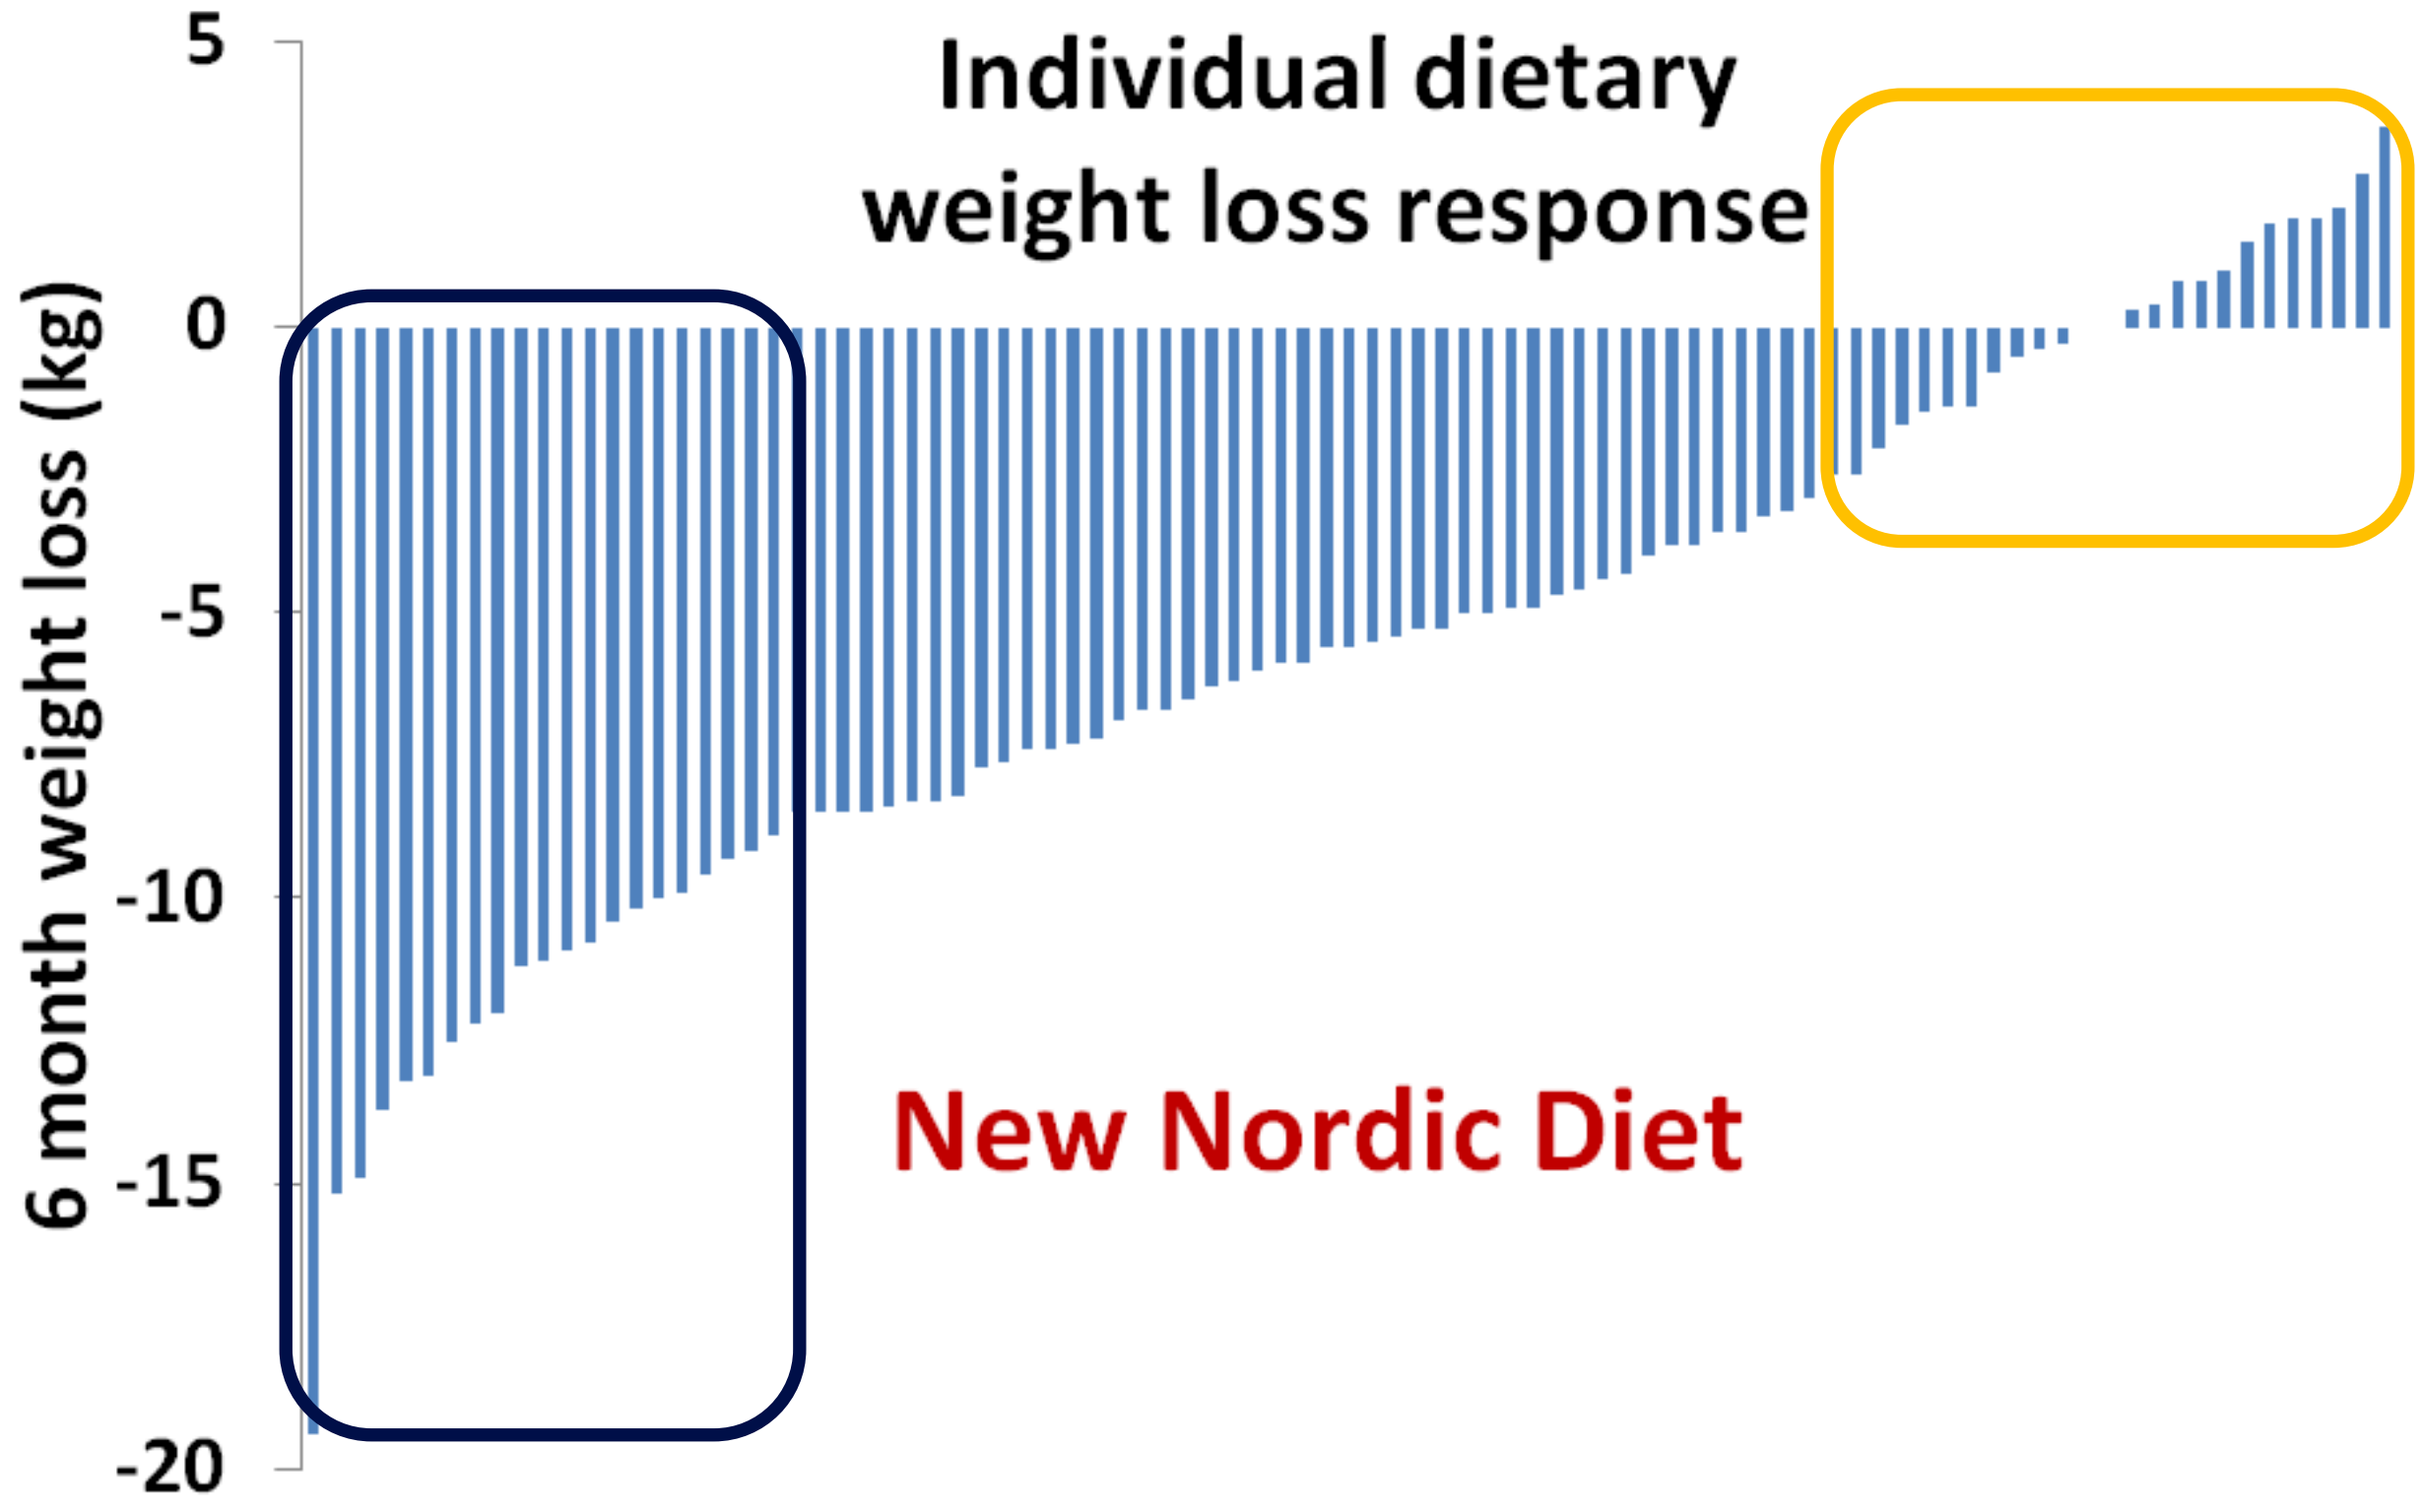 Individual dietary
weight loss response
6 month weight loss (kg)
5
0
-5
-10
-15
-20
New Nordic Diet